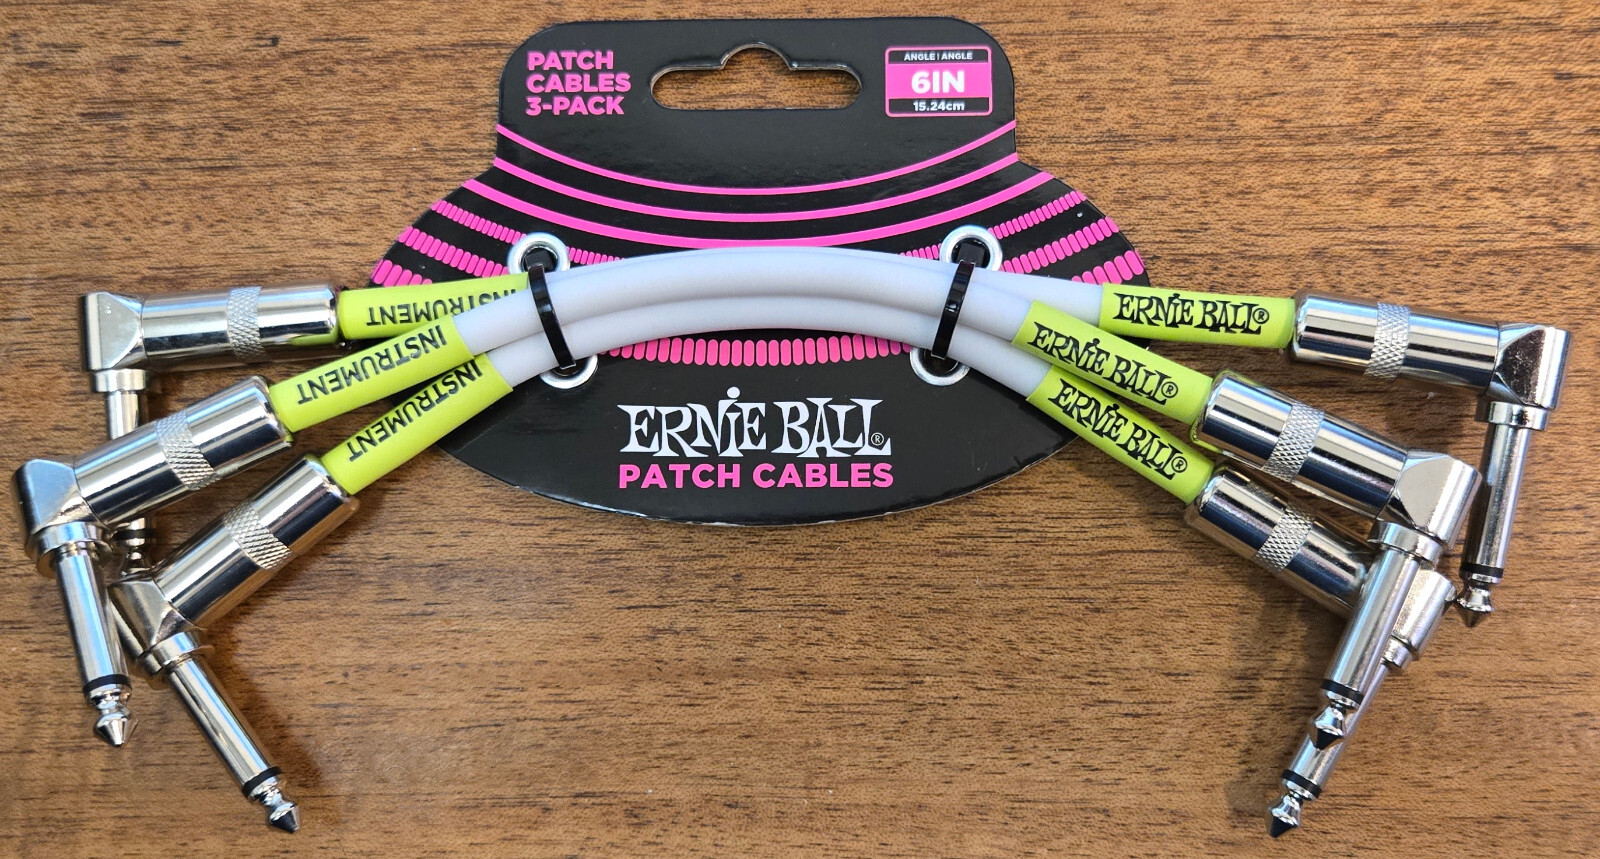 PATCH
CABLES
3-PACK
ANGLE | ANGLE
6IN
15.24cm
INSTRUMENT
INSTRUMENT
INSTRUMENT
ERNIE BALL®
ERNIE BALL®
ERNIE BALL®
ERNIE BALL®
PATCH CABLES